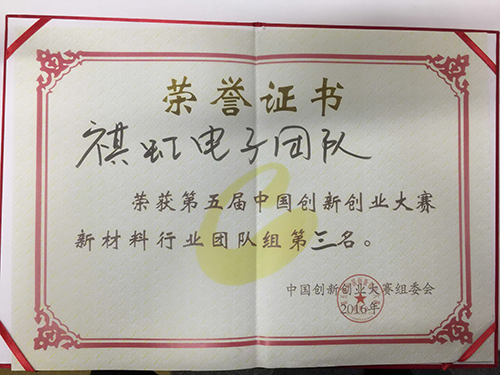 荣誉证书
祺虹电子团队
荣获第五届中国创新创业大赛
新材料行业团队组第三名。
中国创新创业大赛组委会
2016年